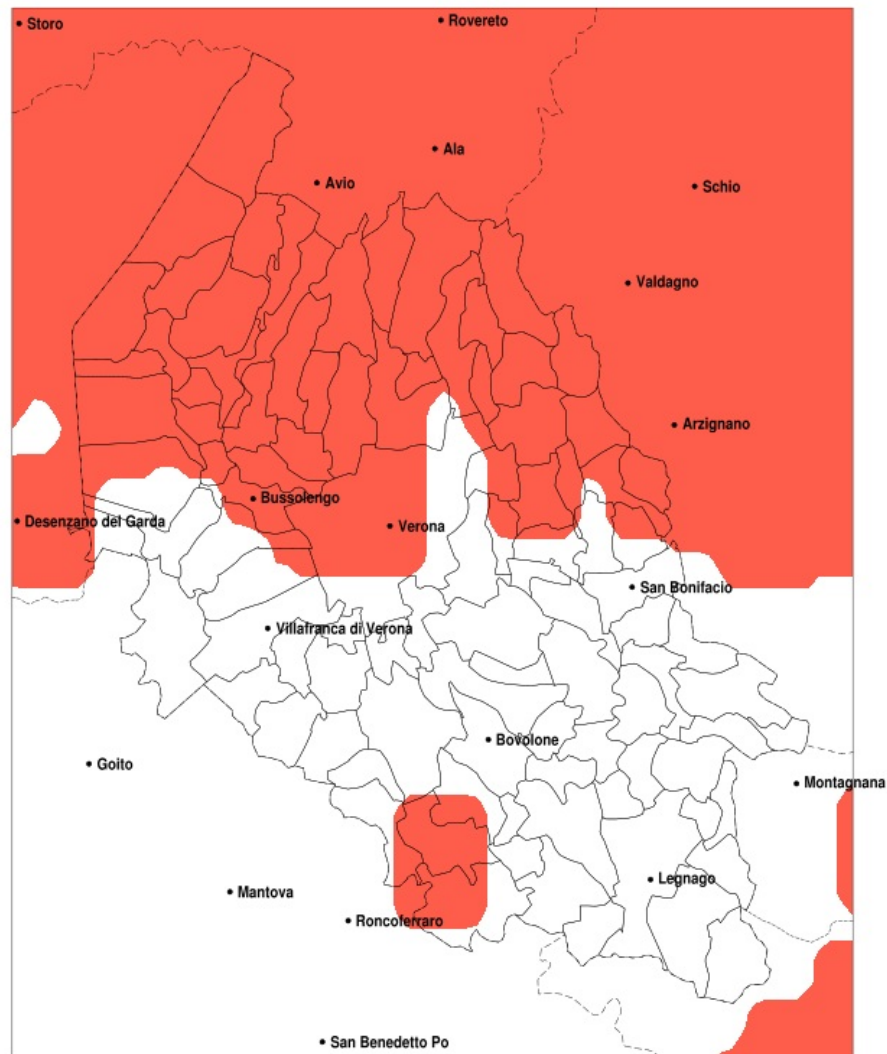 Storo
Rovereto
Ala
Avio
Schio
Valdagno
Arzignano
Bussolengo
Desenzano del Garda
Verona
San Bonifacio
Villafranca di Verona
Bovolone
Goito
Montagnana
Legnago
Mantova
Roncoferraro
San Benedetto Po